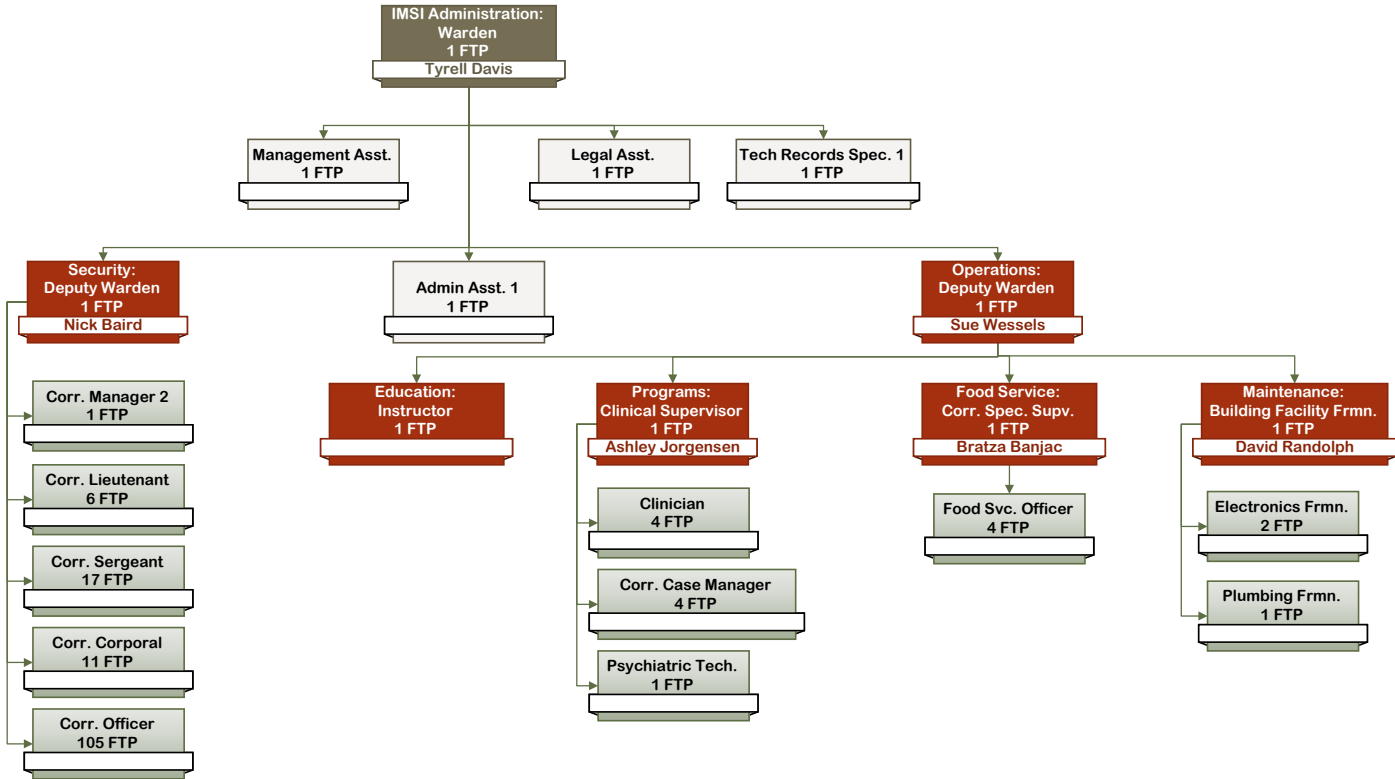 IMSI Administration:
Warden
1 FTP
Tyrell Davis
Management Asst.
1 FTP
Legal Asst.
1 FTP
Tech Records Spec. 1
1 FTP
Security:
Deputy Warden
1 FTP
Nick Baird
Admin Asst. 1
1 FTP
Operations:
Deputy Warden
1 FTP
Sue Wessels
Corr. Manager 2
1 FTP
Corr. Lieutenant
6 FTP
Corr. Sergeant
17 FTP
Corr. Corporal
11 FTP
Corr. Officer
105 FTP
Education:
Instructor
1 FTP
Programs:
Clinical Supervisor
1 FTP
Ashley Jorgensen
Clinician
4 FTP
Corr. Case Manager
4 FTP
Psychiatric Tech.
1 FTP
Food Service:
Corr. Spec. Supv.
1 FTP
Bratza Banjac
Food Svc. Officer
4 FTP
Maintenance:
Building Facility Frmn.
1 FTP
David Randolph
Electronics Frmn.
2 FTP
Plumbing Frmn.
1 FTP